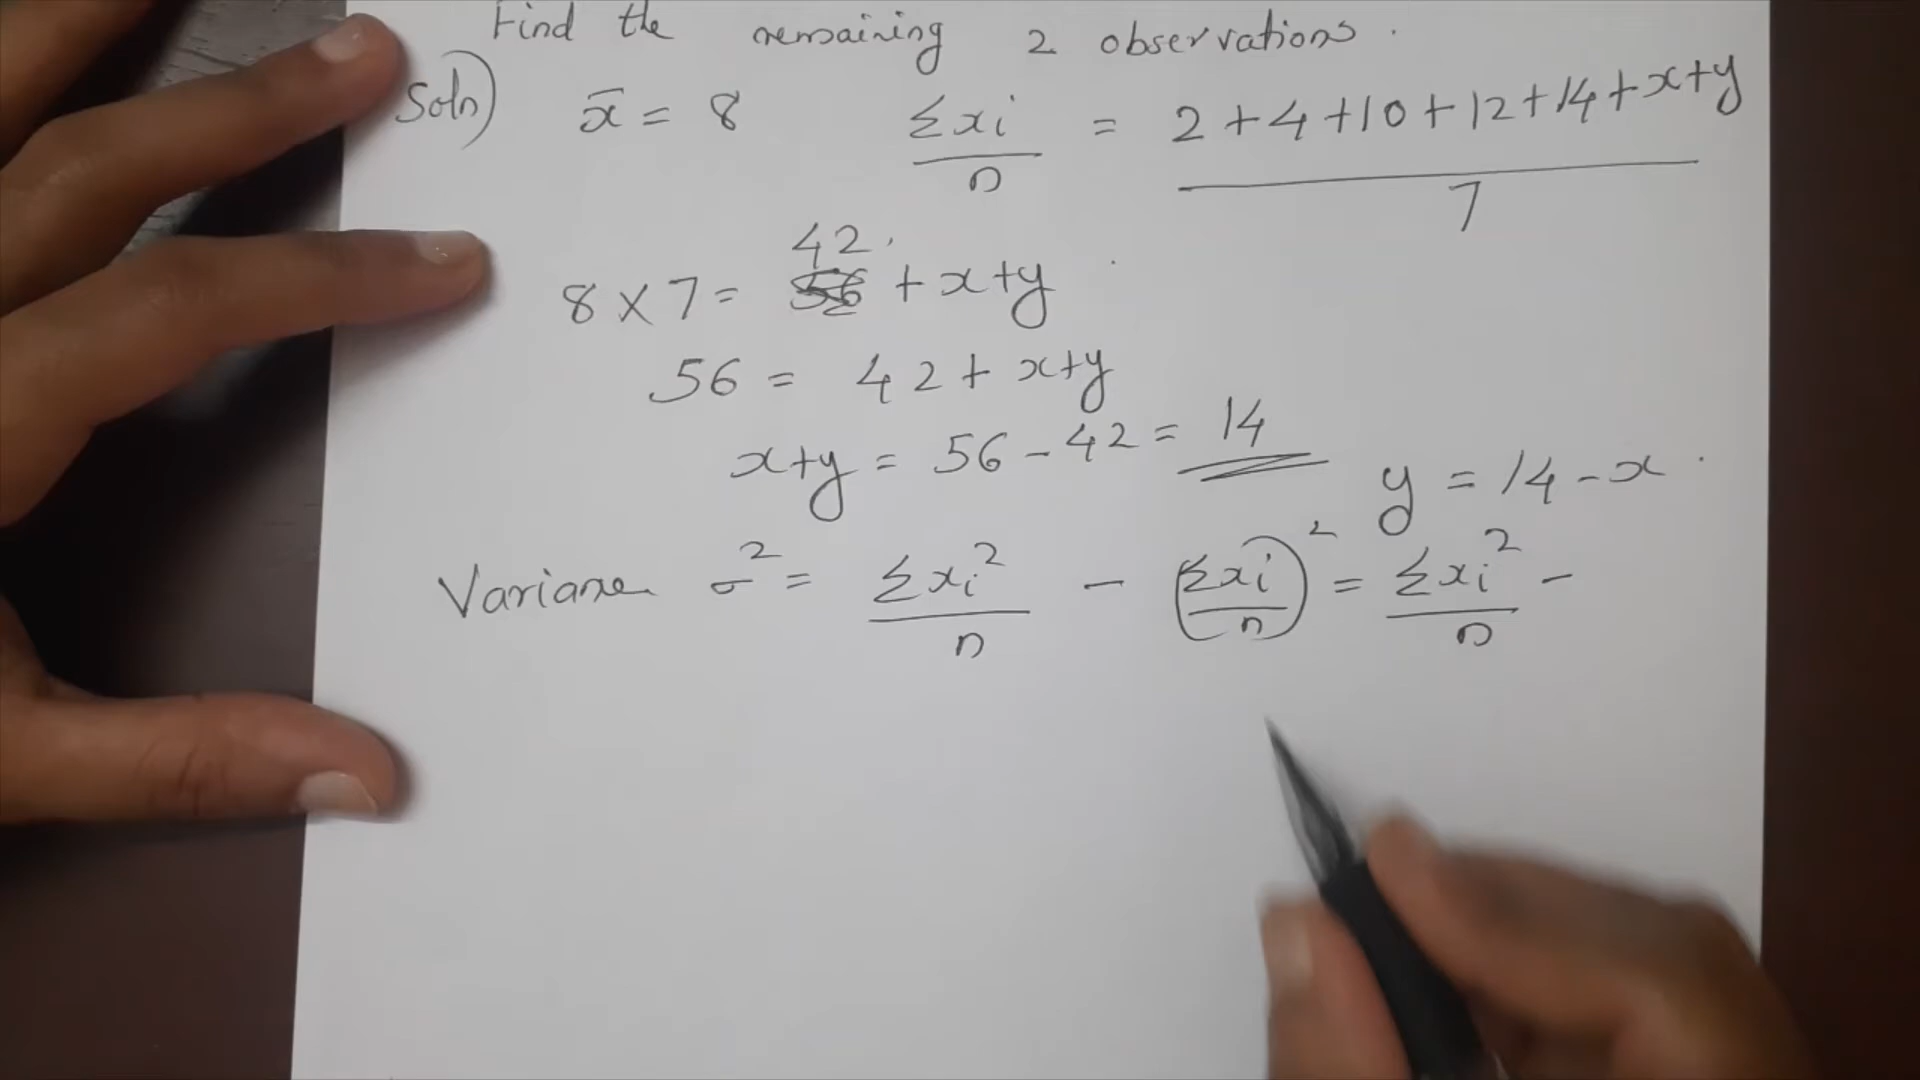 Find the remaining 2 observations.
Soln) x̄ = 8 Σxi/n = (2+4+10+12+14+x+y)/7
42.
8 × 7 = 56 + x+y
56 = 42 + x+y
x+y = 56 - 42 = 14
y = 14 - x.
Variance σ² = Σxi²/n - (Σxi/n)² = Σxi²/n -